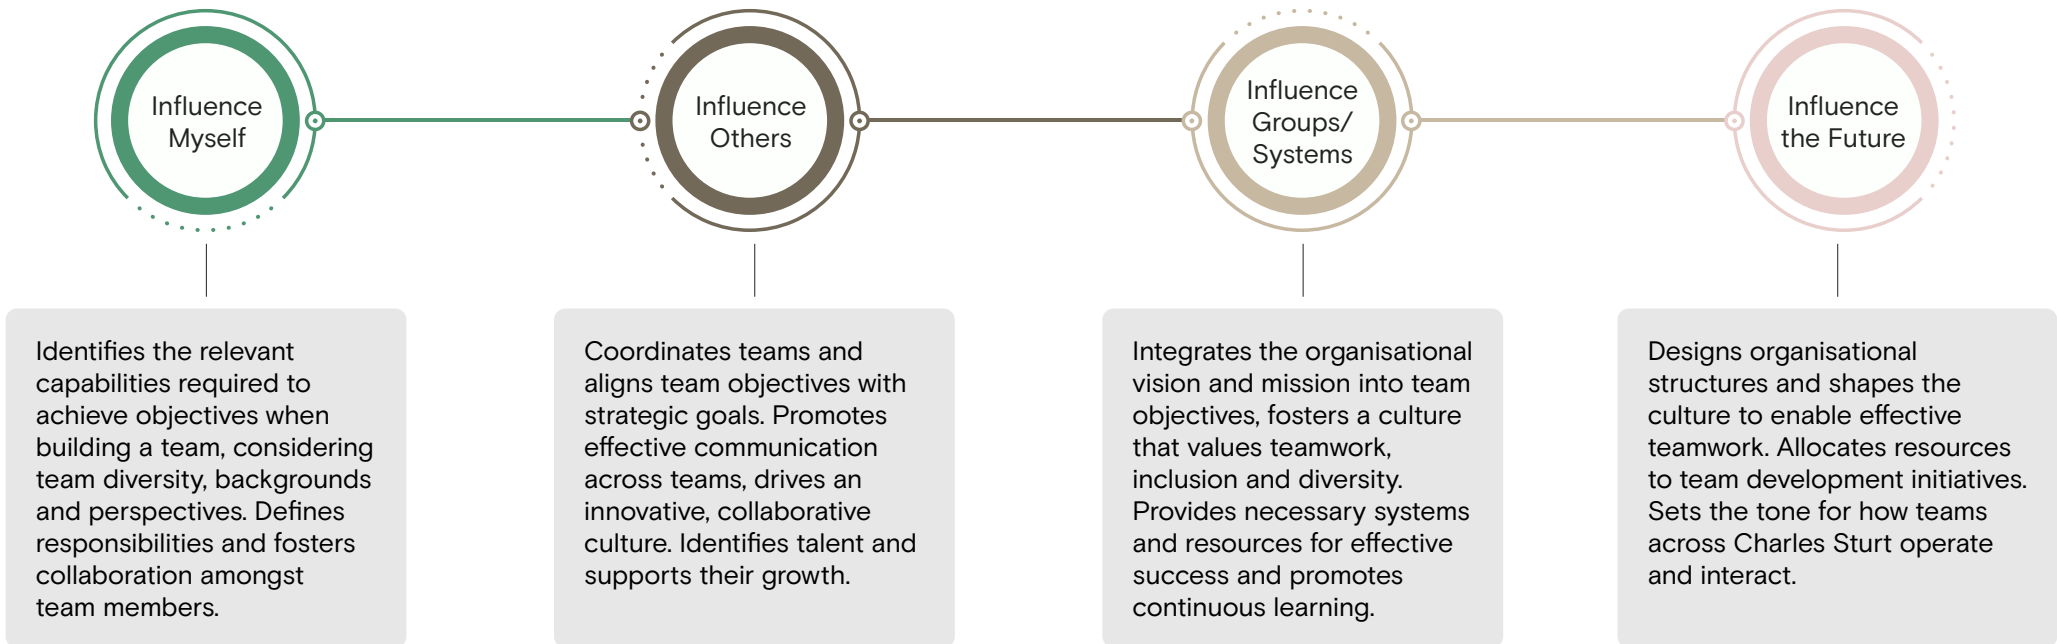 Influence
Myself
Influence
Others
Influence
Groups/
Systems
Influence
the Future
Identifies the relevant
capabilities required to
achieve objectives when
building a team, considering
team diversity, backgrounds
and perspectives. Defines
responsibilities and fosters
collaboration amongst
team members.
Coordinates teams and
aligns team objectives with
strategic goals. Promotes
effective communication
across teams, drives an
innovative, collaborative
culture. Identifies talent and
supports their growth.
Integrates the organisational
vision and mission into team
objectives, fosters a culture
that values teamwork,
inclusion and diversity.
Provides necessary systems
and resources for effective
success and promotes
continuous learning.
Designs organisational
structures and shapes the
culture to enable effective
teamwork. Allocates resources
to team development initiatives.
Sets the tone for how teams
across Charles Sturt operate
and interact.